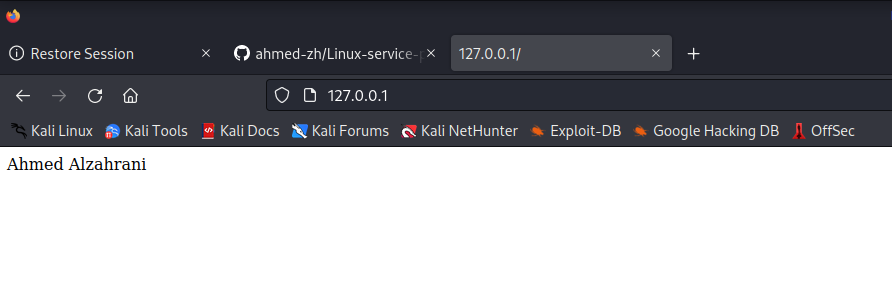 Restore Session
ahmed-zh/Linux-service-p
127.0.0.1/
127.0.0.1
Kali Linux Kali Tools Kali Docs Kali Forums Kali NetHunter Exploit-DB Google Hacking DB OffSec
Ahmed Alzahrani